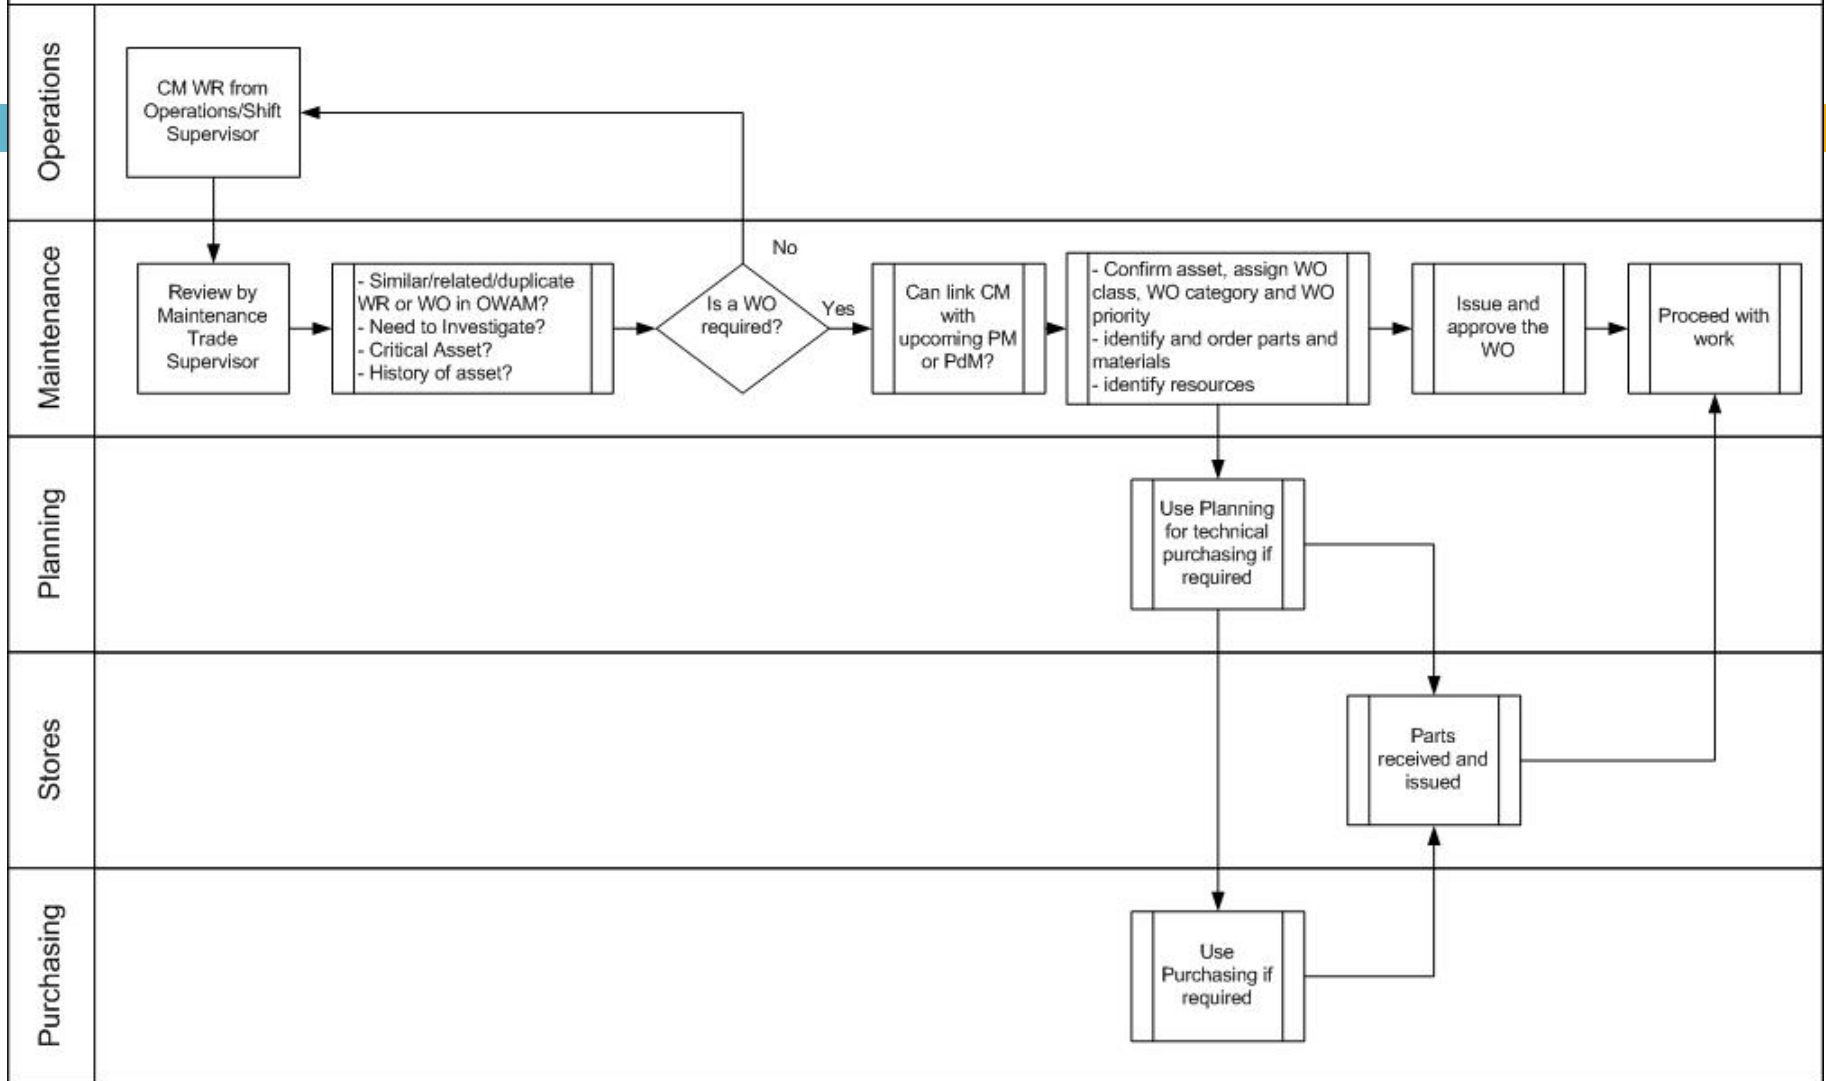 Operations
CM WR from
Operations/Shift
Supervisor
Maintenance
Review by
Maintenance
Trade
Supervisor
- Similar/related/duplicate
WR or WO in OWAM?
- Need to Investigate?
- Critical Asset?
- History of asset?
Is a WO
required?
No
Yes
Can link CM
with
upcoming PM
or PdM?
- Confirm asset, assign WO
class, WO category and WO
priority
- identify and order parts and
materials
- identify resources
Issue and
approve the
WO
Proceed with
work
Planning
Use Planning
for technical
purchasing if
required
Stores
Parts
received and
issued
Purchasing
Use
Purchasing if
required